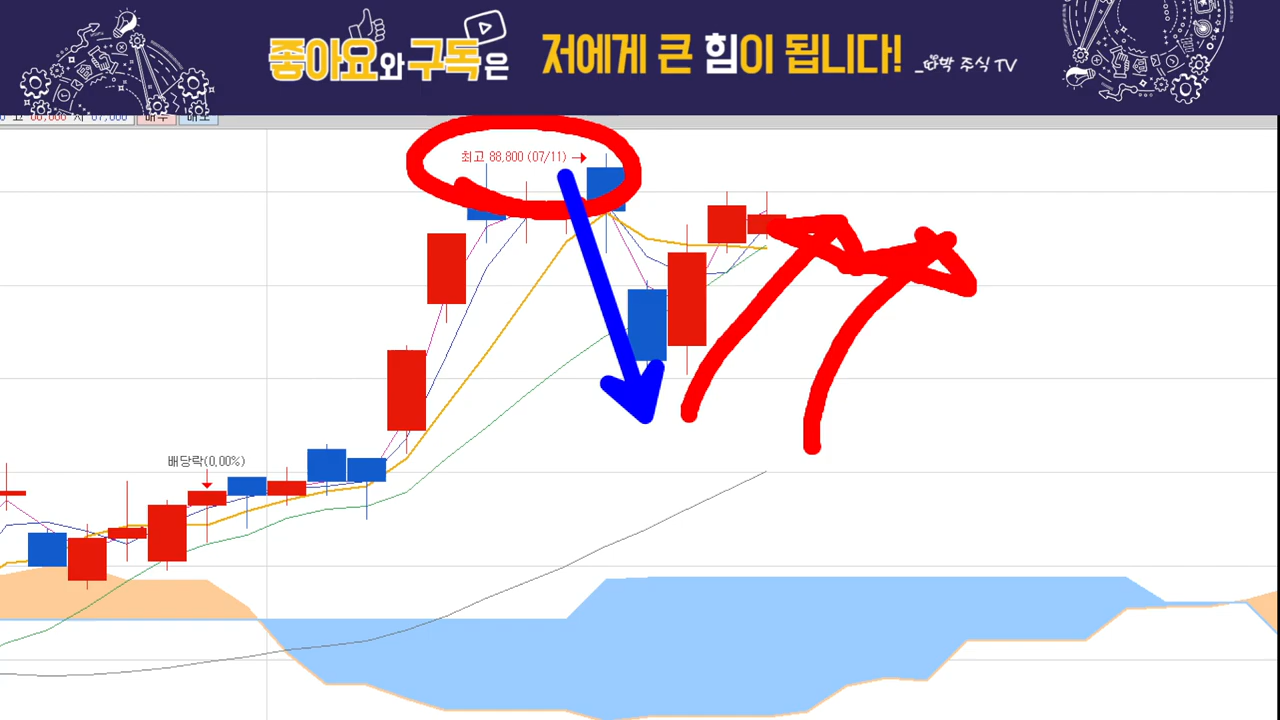 좋아요와구독은 저에게 큰 힘이 됩니다! _호박 주식 TV
최고 88,800 (07/11)
배당락(0,00%)